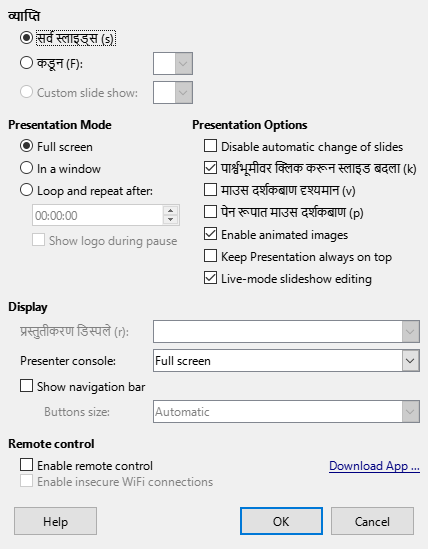 व्याप्ति
सर्व स्लाइड्स (s)
कडून (F):
Custom slide show:
Presentation Mode
Full screen
In a window
Loop and repeat after:
00:00:00
Show logo during pause
Presentation Options
Disable automatic change of slides
पार्श्वभूमीवर क्लिक करून स्लाइड बदला (k)
माउस दर्शकबाण दृश्यमान (v)
पेन रूपात माउस दर्शकबाण (p)
Enable animated images
Keep Presentation always on top
Live-mode slideshow editing
Display
प्रस्तुतीकरण डिस्पले (r):
Presenter console: Full screen
Show navigation bar
Buttons size: Automatic
Remote control
Enable remote control Download App ...
Enable insecure WiFi connections
Help OK Cancel